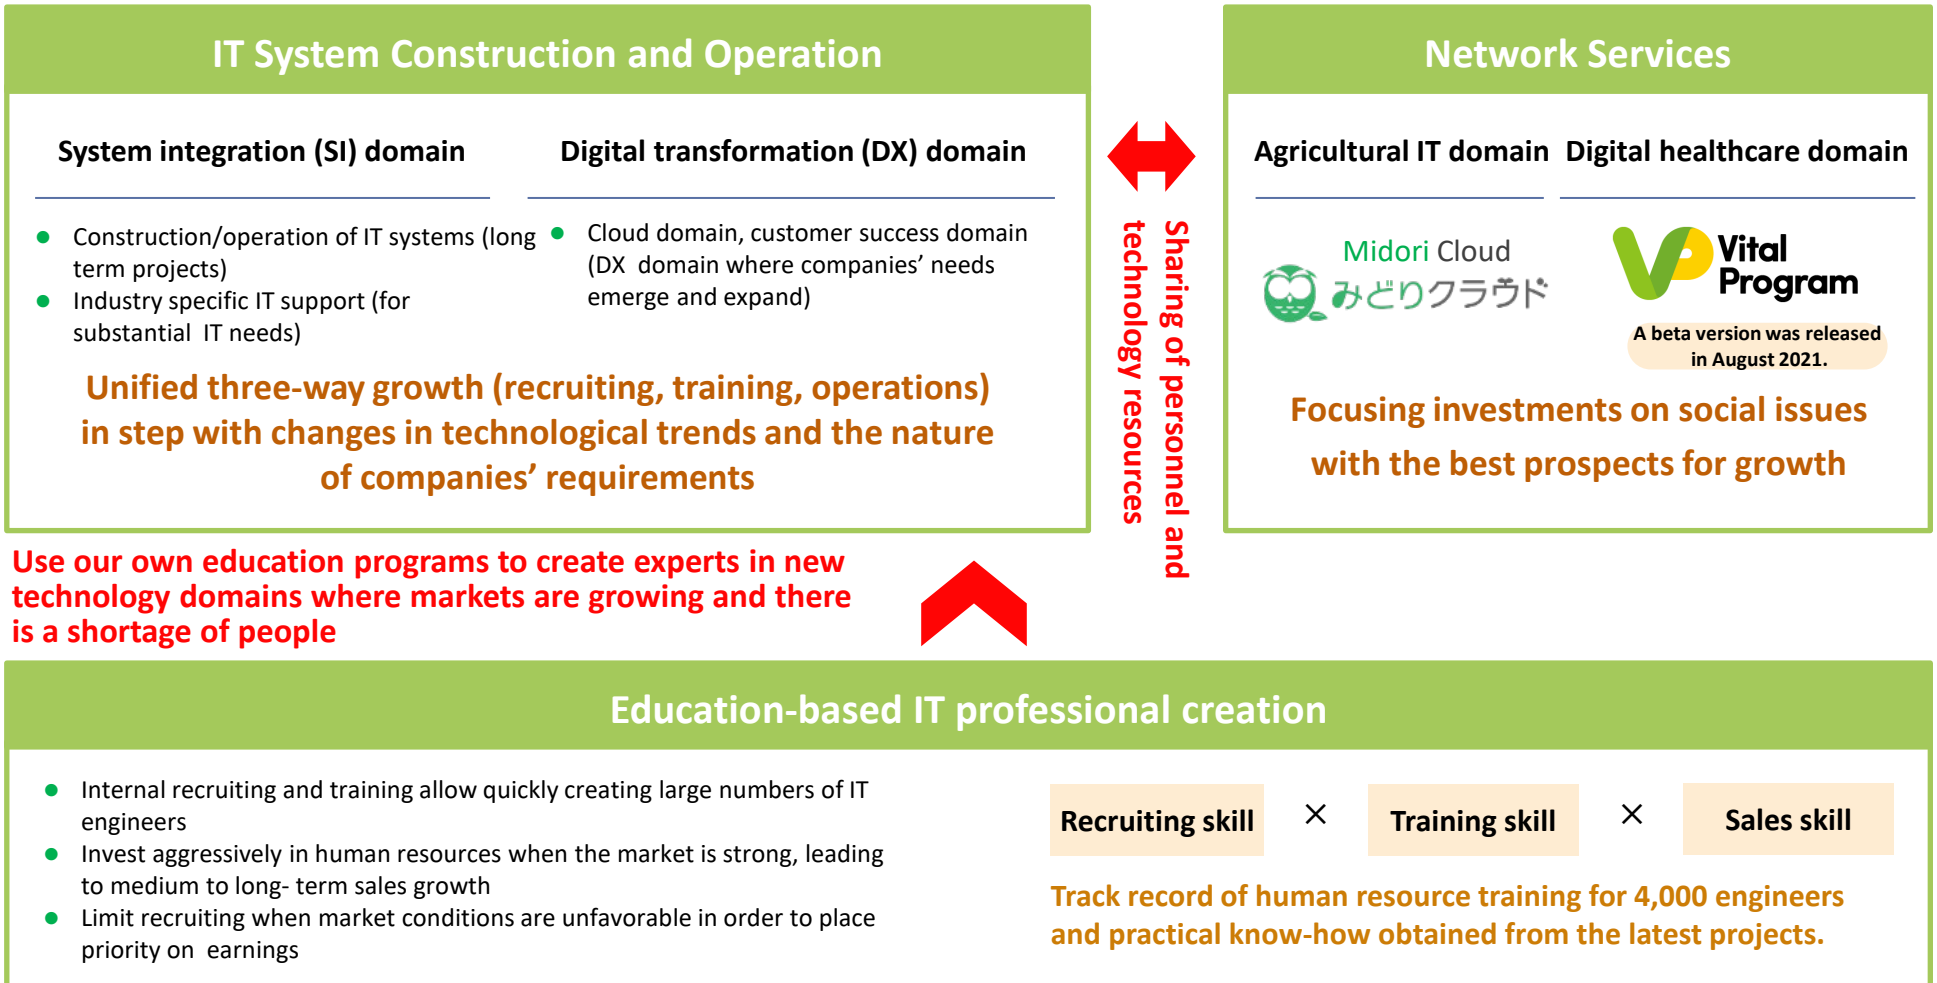 IT System Construction and Operation
System integration (SI) domain
Construction/operation of IT systems (long
term projects)
Industry specific IT support (for
substantial IT needs)
Digital transformation (DX) domain
Cloud domain, customer success domain
(DX domain where companies’ needs
emerge and expand)
Unified three-way growth (recruiting, training, operations)
in step with changes in technological trends and the nature
of companies’ requirements
Sharing of personnel and
technology resources
Network Services
Agricultural IT domain
Midori Cloud
みどりクラウド
Digital healthcare domain
Vital
Program
A beta version was released
in August 2021.
Focusing investments on social issues
with the best prospects for growth
Use our own education programs to create experts in new
technology domains where markets are growing and there
is a shortage of people
Education-based IT professional creation
Internal recruiting and training allow quickly creating large numbers of IT
engineers
Invest aggressively in human resources when the market is strong, leading
to medium to long- term sales growth
Limit recruiting when market conditions are unfavorable in order to place
priority on earnings
Recruiting skill × Training skill × Sales skill
Track record of human resource training for 4,000 engineers
and practical know-how obtained from the latest projects.